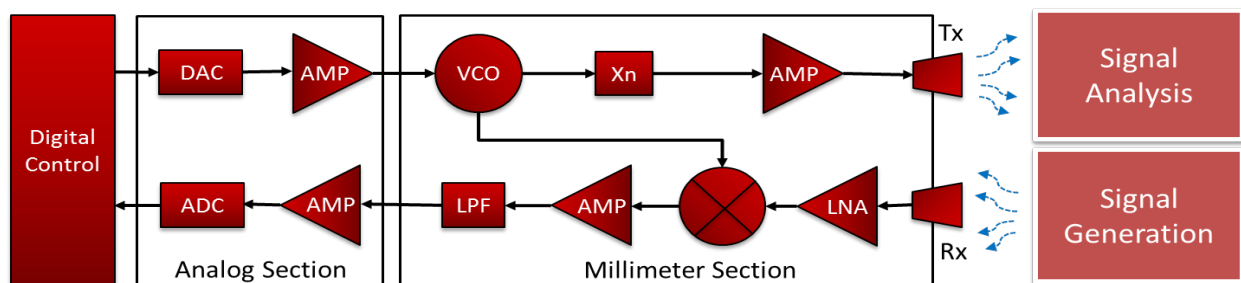 Tx
DAC
AMP
VCO
Xn
AMP
Signal
Analysis
Digital
Control
ADC
AMP
LPF
AMP
LNA
Signal
Generation
Rx
Analog Section
Millimeter Section